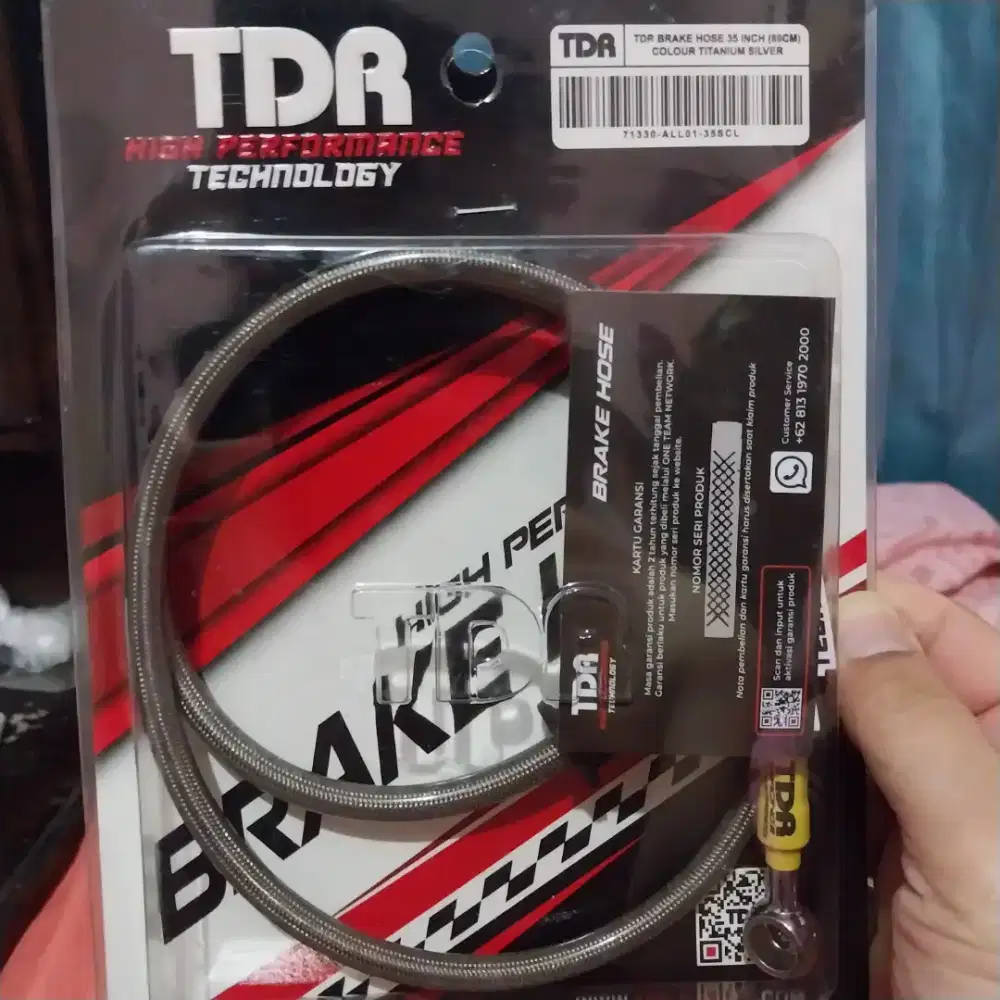 TDR
HIGH PERFORMANCE
TECHNOLOGY
TDR
TDR BRAKE HOSE 35 INCH (89CM)
COLOUR TITANIUM SILVER
71330-ALL01-35SCL
BRAKE HOSE
KARTU GARANSI
Masa garansi produk adalah 2 tahun terhitung sejak tanggal pembelian.
Garansi berlaku untuk produk yang dibeli melalui ONE TEAM NETWORK.
Masukan nomor seri produk ke website.
NOMOR SERI PRODUK
Nota pembelian dan kartu garansi harus disertakan saat klaim produk
Customer Service
+62 813 1970 2000
Scan dan input untuk
aktivasi garansi produk
TDR
TECHNOLOGY
HIGH PER
BRAKE
TDR
TDR